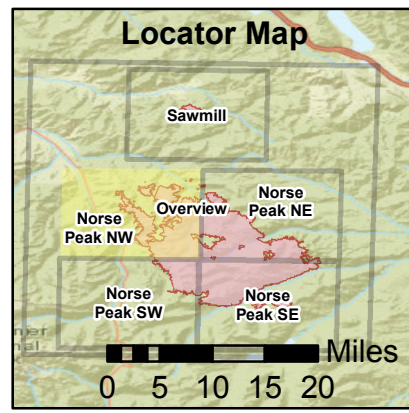 Locator Map
Sawmill
Norse
Peak NE
Overview
Norse
Peak NW
Norse
Peak SW
Norse
Peak SE
Miles
0 5 10 15 20